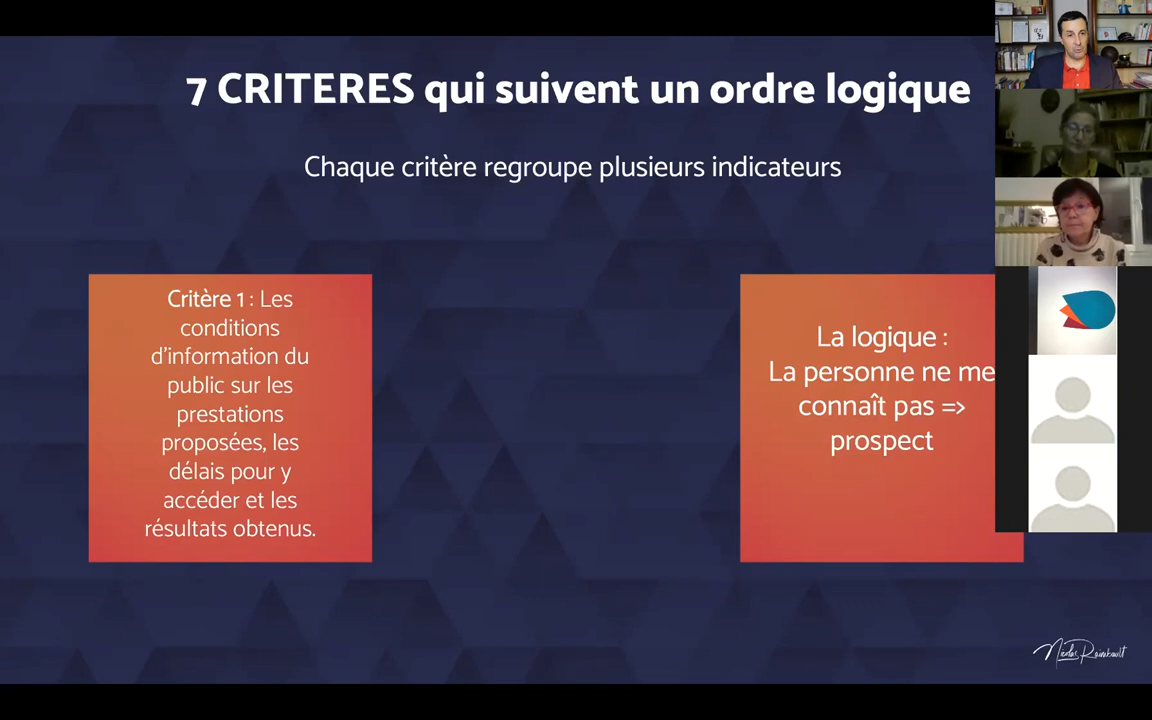 7 CRITERES qui suivent un ordre logique
Chaque critère regroupe plusieurs indicateurs
Critère 1 : Les
conditions
d'information du
public sur les
prestations
proposées, les
délais pour y
accéder et les
résultats obtenus.
La logique :
La personne ne me
connaît pas =>
prospect
Nicolas Raimbault